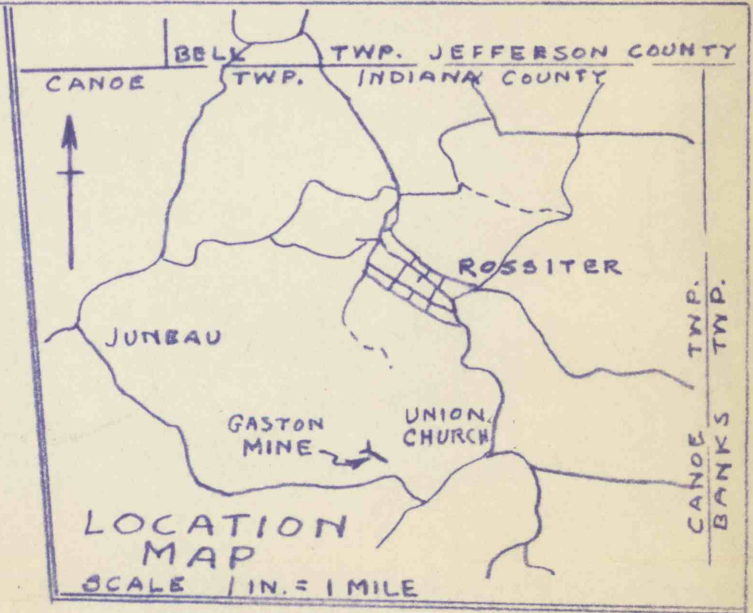 BELL TWP. JEFFERSON COUNTY
CANOE TWP. INDIANA COUNTY
ROSSITER
JUNEAU
GASTON
MINE
UNION
CHURCH
CANOE TWP.
BANKS TWP.
LOCATION
MAP
SCALE 1 IN. = 1 MILE